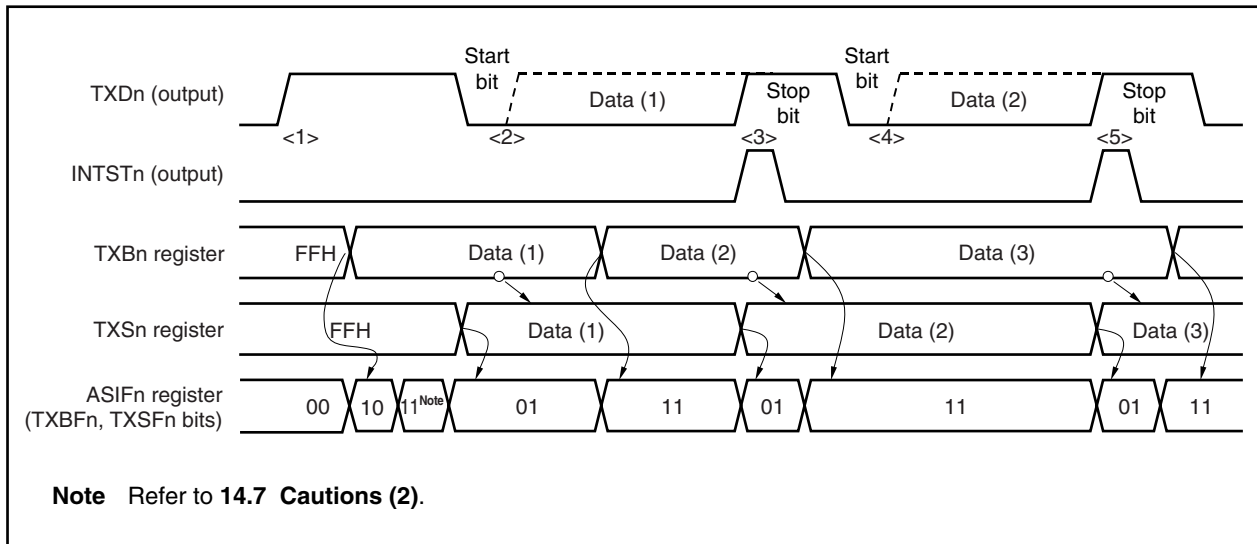 Start bit
Start bit
TXDn (output)
Data (1)
Stop bit
Data (2)
Stop bit
<1>
<2>
<3>
<4>
<5>
INTSTn (output)
TXBn register
FFH
Data (1)
Data (2)
Data (3)
TXSn register
FFH
Data (1)
Data (2)
Data (3)
ASIFn register
(TXBFn, TXSFn bits)
00
10
11Note
01
11
01
11
01
11
Note Refer to 14.7 Cautions (2).